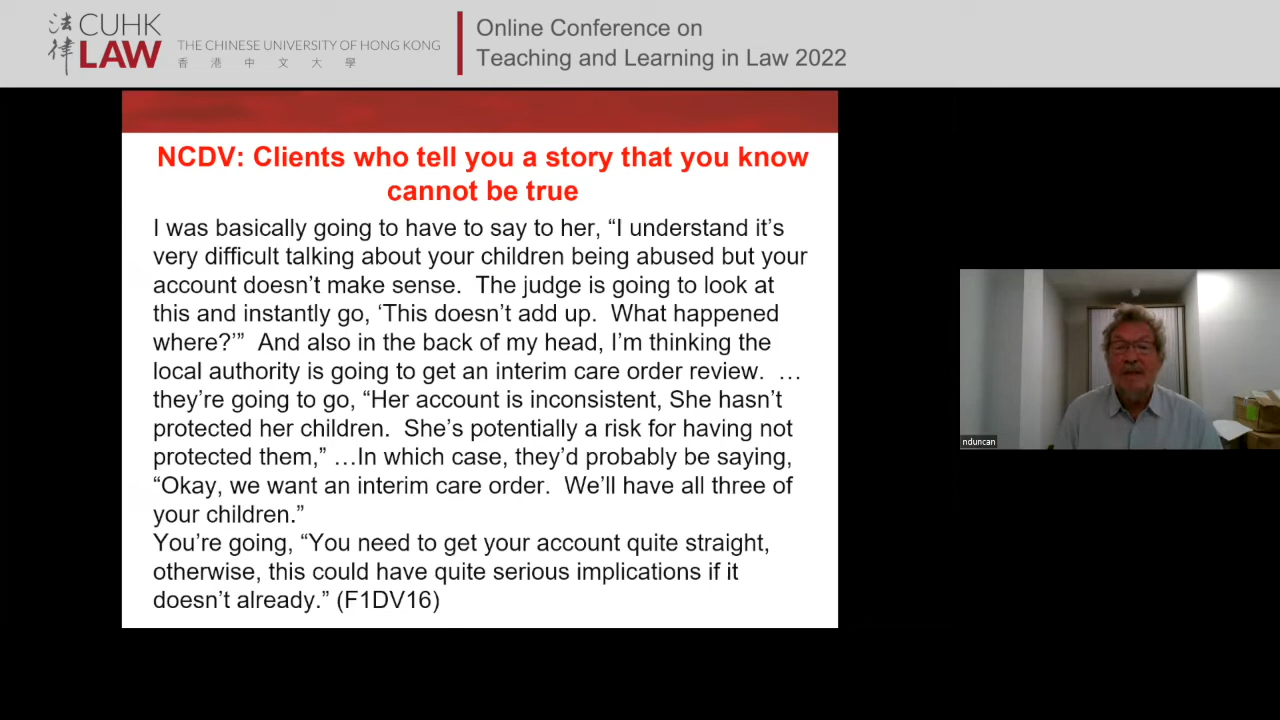 法律
CUHK
LAW
THE CHINESE UNIVERSITY OF HONG KONG
香港中文大學
Online Conference on
Teaching and Learning in Law 2022
NCDV: Clients who tell you a story that you know
cannot be true
I was basically going to have to say to her, “I understand it’s
very difficult talking about your children being abused but your
account doesn’t make sense.  The judge is going to look at
this and instantly go, ‘This doesn’t add up.  What happened
where?’”  And also in the back of my head, I’m thinking the
local authority is going to get an interim care order review.  …
they’re going to go, “Her account is inconsistent, She hasn’t
protected her children.  She’s potentially a risk for having not
protected them,” …In which case, they’d probably be saying,
“Okay, we want an interim care order.  We’ll have all three of
your children.”
You’re going, “You need to get your account quite straight,
otherwise, this could have quite serious implications if it
doesn’t already.” (F1DV16)
nduncan